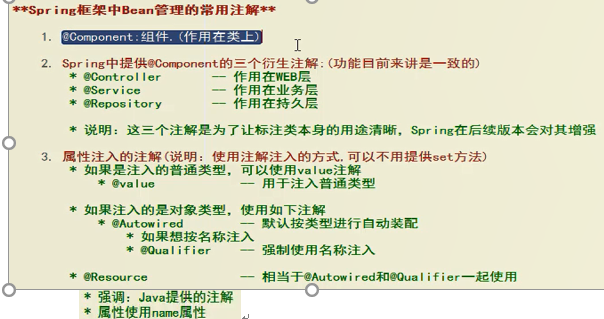 **Spring框架中Bean管理的常用注解**
1. @Component:组件.(作用在类上)
2. Spring中提供@Component的三个衍生注解:(功能目前来讲是一致的)
* @Controller -- 作用在WEB层
* @Service -- 作用在业务层
* @Repository -- 作用在持久层
* 说明：这三个注解是为了让标注类本身的用途清晰，Spring在后续版本会对其增强
3. 属性注入的注解(说明：使用注解注入的方式,可以不用提供set方法)
* 如果是注入的普通类型，可以使用value注解
* @value -- 用于注入普通类型
* 如果注入的是对象类型，使用如下注解
* @Autowired -- 默认按类型进行自动装配
* 如果想按名称注入
* @Qualifier -- 强制使用名称注入
* @Resource -- 相当于@Autowired和@Qualifier一起使用
* 强调：Java提供的注解
* 属性使用name属性